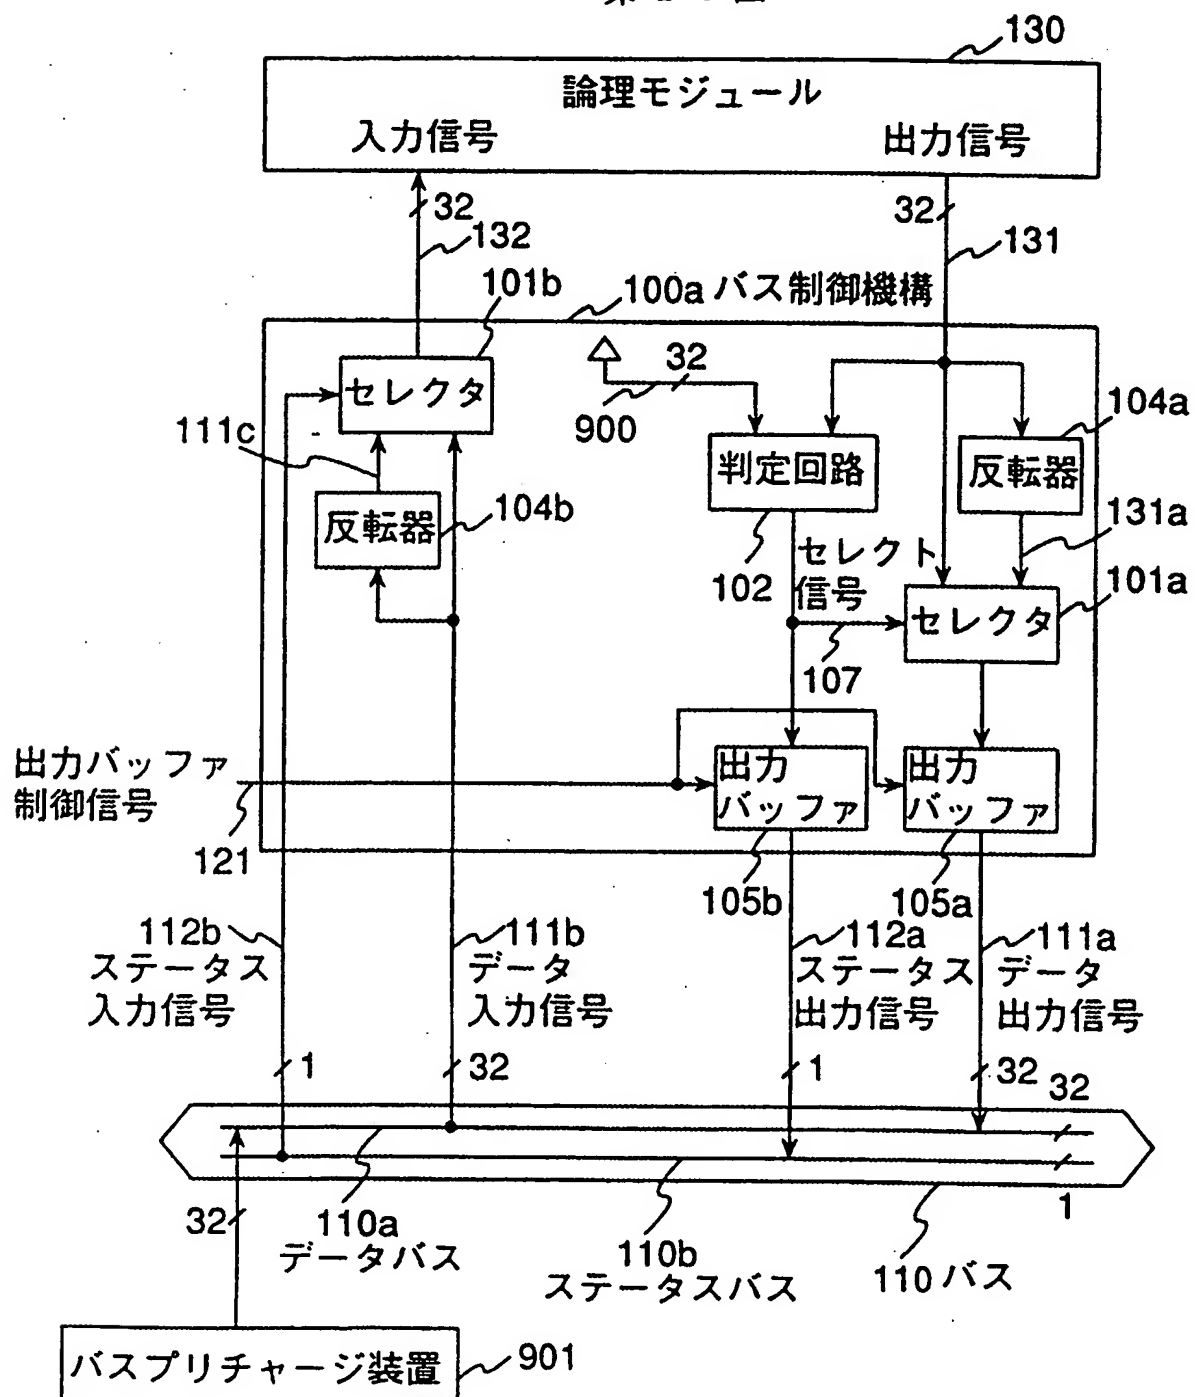 130
論理モジュール
入力信号
出力信号
32
32
132
131
101b
100a バス制御機構
セレクタ
32
900
104a
111c
判定回路
反転器
反転器
104b
131a
102
セレクト
信号
101a
セレクタ
107
出力バッファ
制御信号
出力
バッファ
出力
バッファ
121
105b
105a
112b
ステータス
入力信号
111b
データ
入力信号
112a
ステータス
出力信号
111a
データ
出力信号
1
32
1
32
32
32
110a
データバス
110b
ステータスバス
110 バス
1
バスプリチャージ装置
901